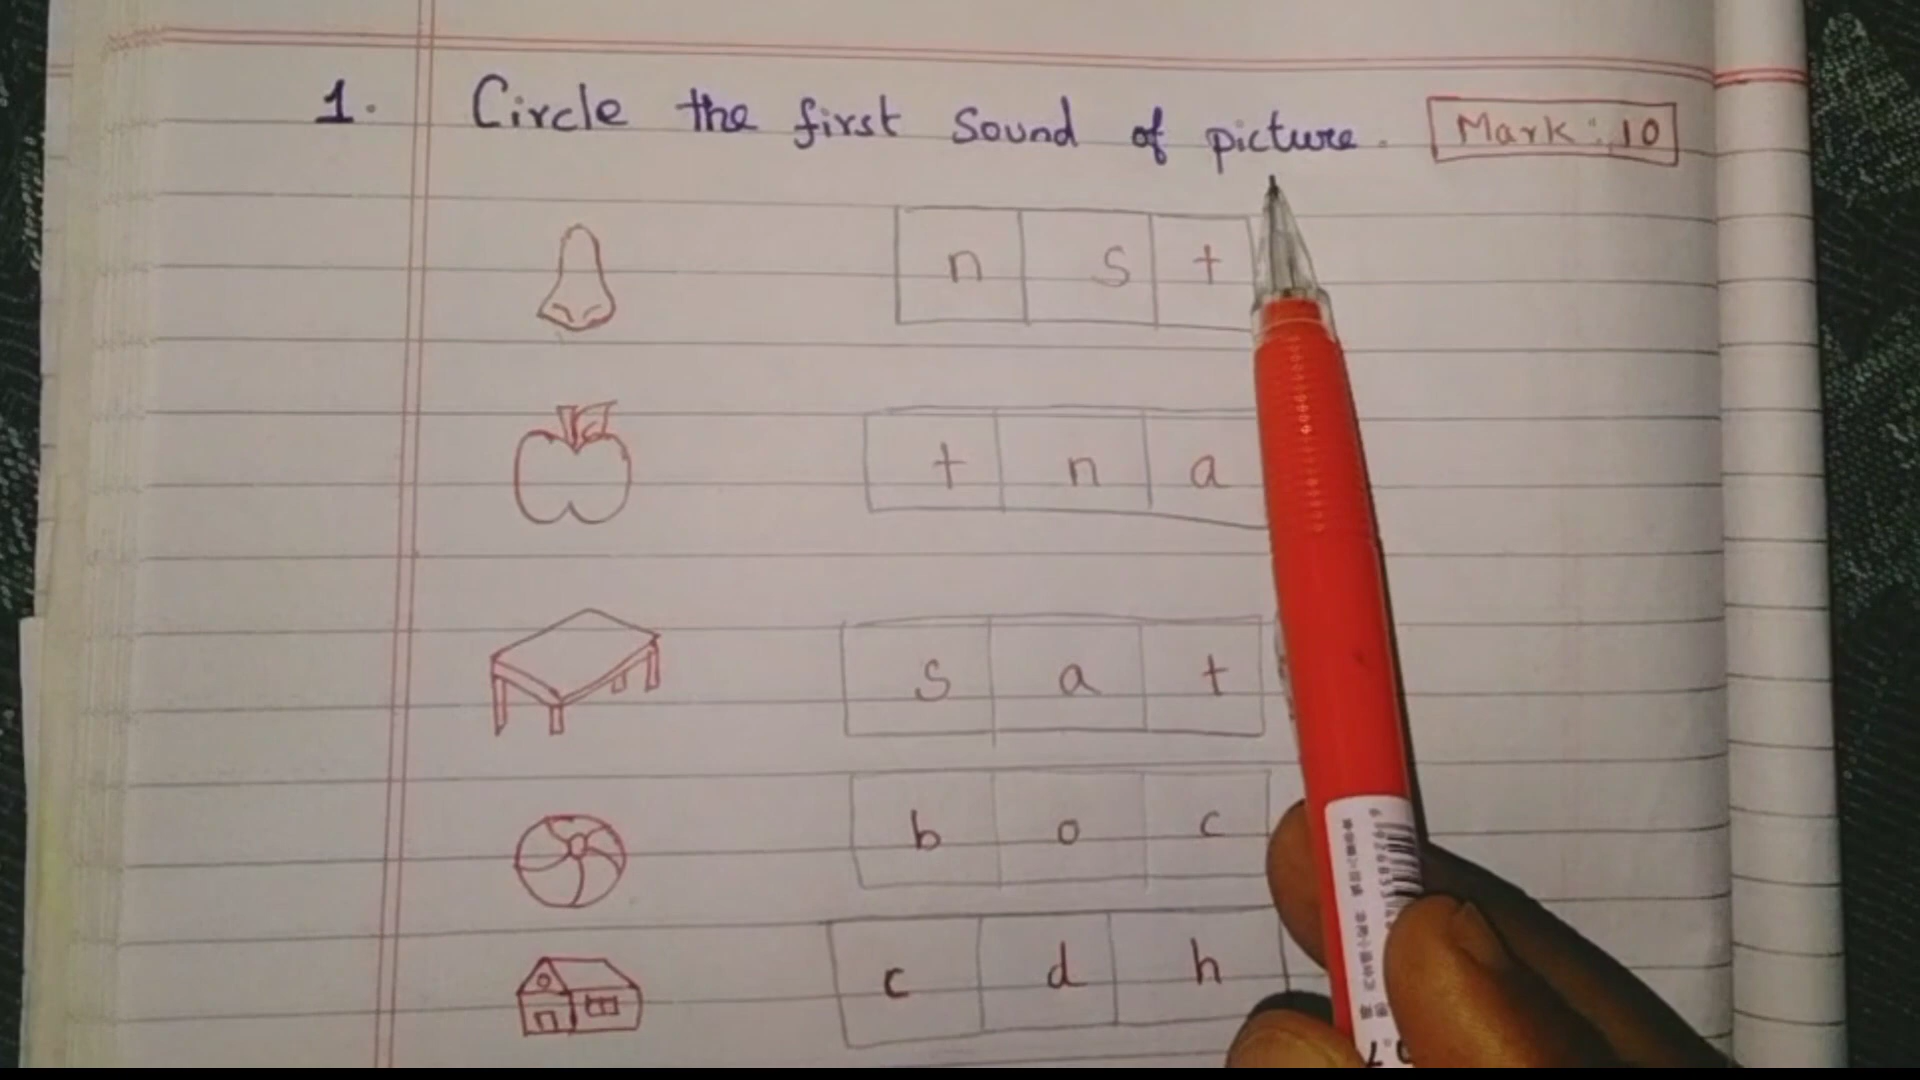 1. Circle the first sound of picture. Mark: 10
n s t
t n a
s a t
b o c
c d h